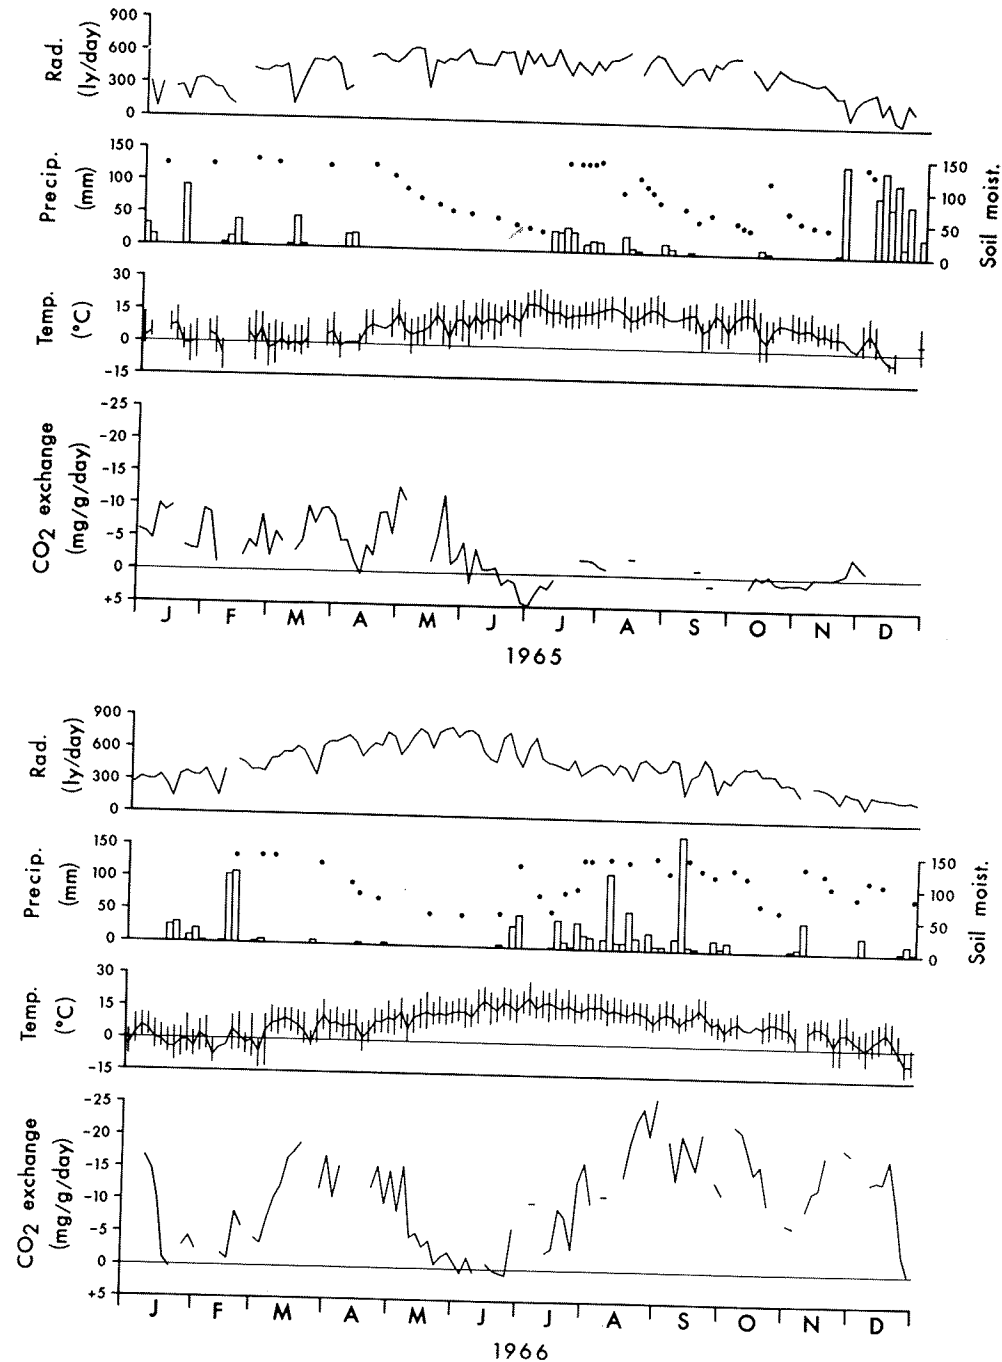 900
600
300
0
Rad.
(ly/day)
150
100
50
0
Precip.
(mm)
150
100
50
0
Soil moist.
30
15
0
-15
Temp.
(°C)
-25
-20
-15
-10
-5
0
+5
CO2 exchange
(mg/g/day)
J F M A M J J A S O N D
1965
900
600
300
0
Rad.
(ly/day)
150
100
50
0
Precip.
(mm)
150
100
50
0
Soil moist.
30
15
0
-15
Temp.
(°C)
-25
-20
-15
-10
-5
0
+5
CO2 exchange
(mg/g/day)
J F M A M J J A S O N D
1966